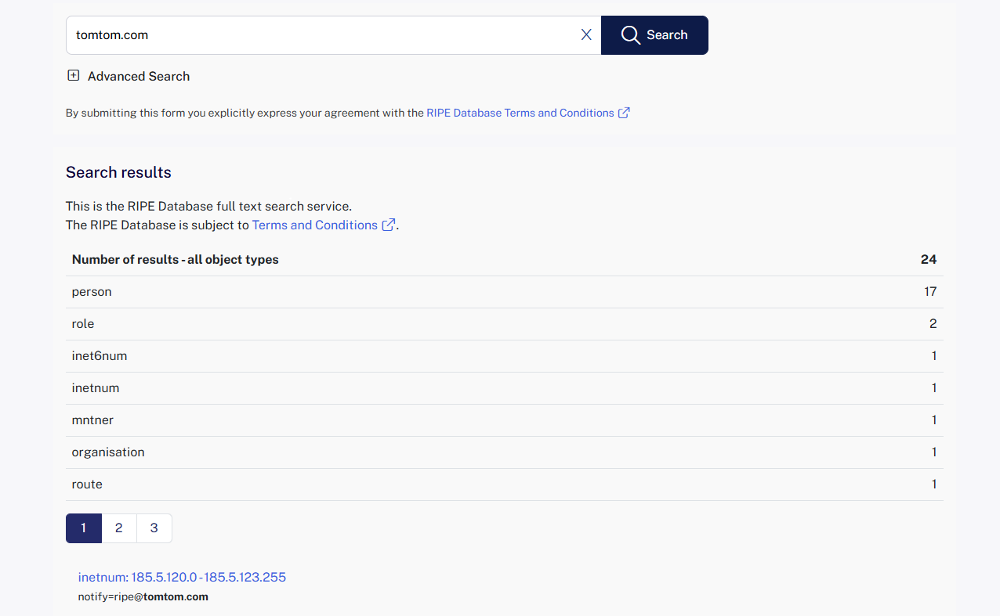 tomtom.com
Search
Advanced Search
By submitting this form you explicitly express your agreement with the RIPE Database Terms and Conditions
Search results
This is the RIPE Database full text search service.
The RIPE Database is subject to Terms and Conditions.
Number of results - all object types 24
person 17
role 2
inet6num 1
inetnum 1
mntner 1
organisation 1
route 1
1 2 3
inetnum: 185.5.120.0 - 185.5.123.255
notify=ripe@tomtom.com